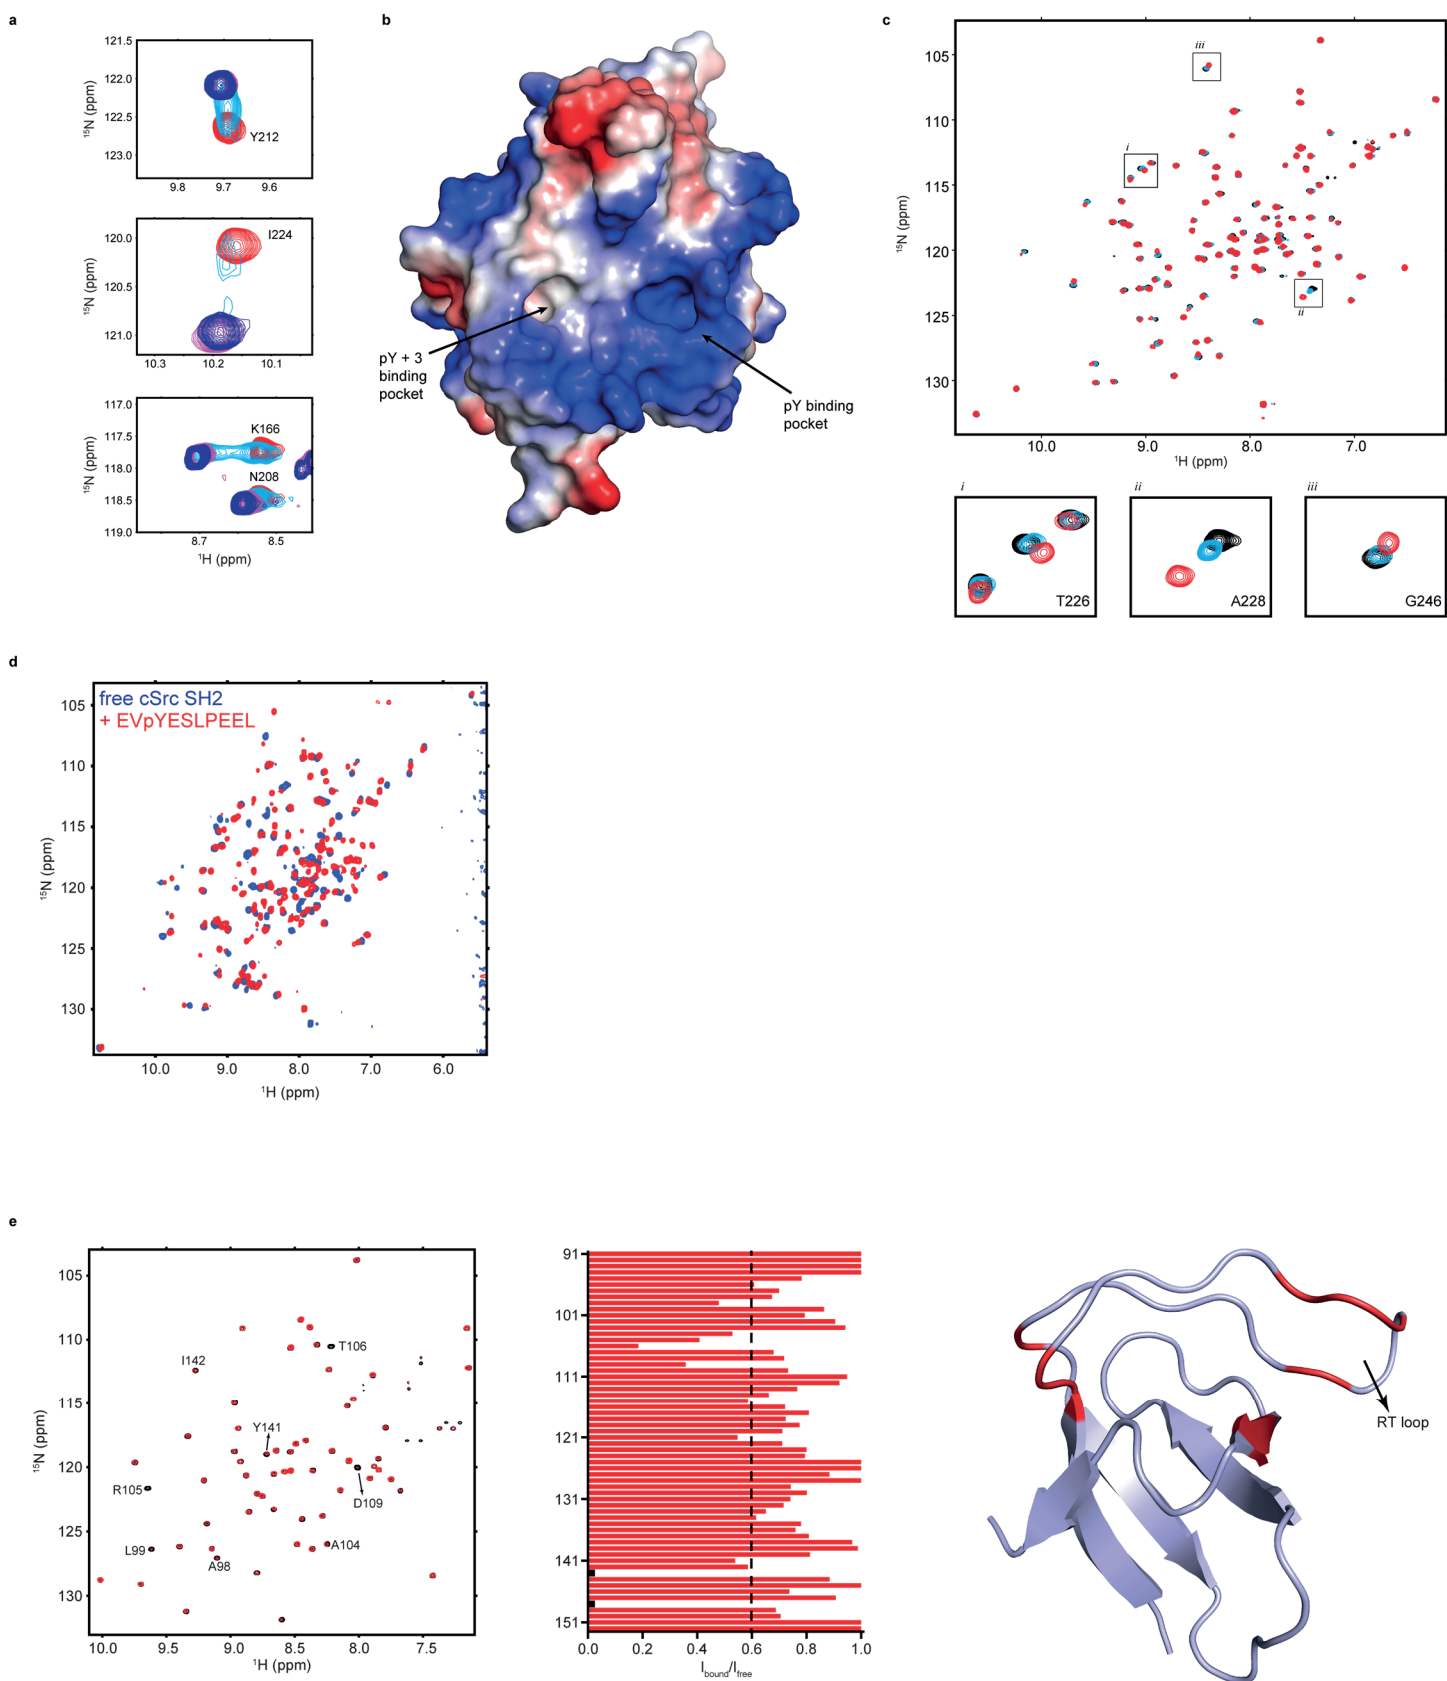 a
121.5
122.0
122.5
123.0
15N (ppm)
Y212
9.8
9.7
9.6
120.0
120.5
121.0
15N (ppm)
I224
10.3
10.2
10.1
117.0
117.5
118.0
118.5
119.0
15N (ppm)
K166
N208
8.7
8.5
1H (ppm)
b
pY + 3
binding
pocket
pY binding
pocket
c
105
110
115
120
125
130
15N (ppm)
iii
i
ii
10.0
9.0
8.0
7.0
1H (ppm)
i
T226
ii
A228
iii
G246
d
free cSrc SH2
+ EVpYESLPEEL
105
110
115
120
125
130
15N (ppm)
10.0
9.0
8.0
7.0
6.0
1H (ppm)
e
105
110
115
120
125
130
15N (ppm)
T106
I142
Y141
R105
D109
L99
A98
A104
10.0
9.5
9.0
8.5
8.0
7.5
1H (ppm)
91
101
111
121
131
141
151
0.0
0.2
0.4
0.6
0.8
1.0
Ibound/Ifree
RT loop